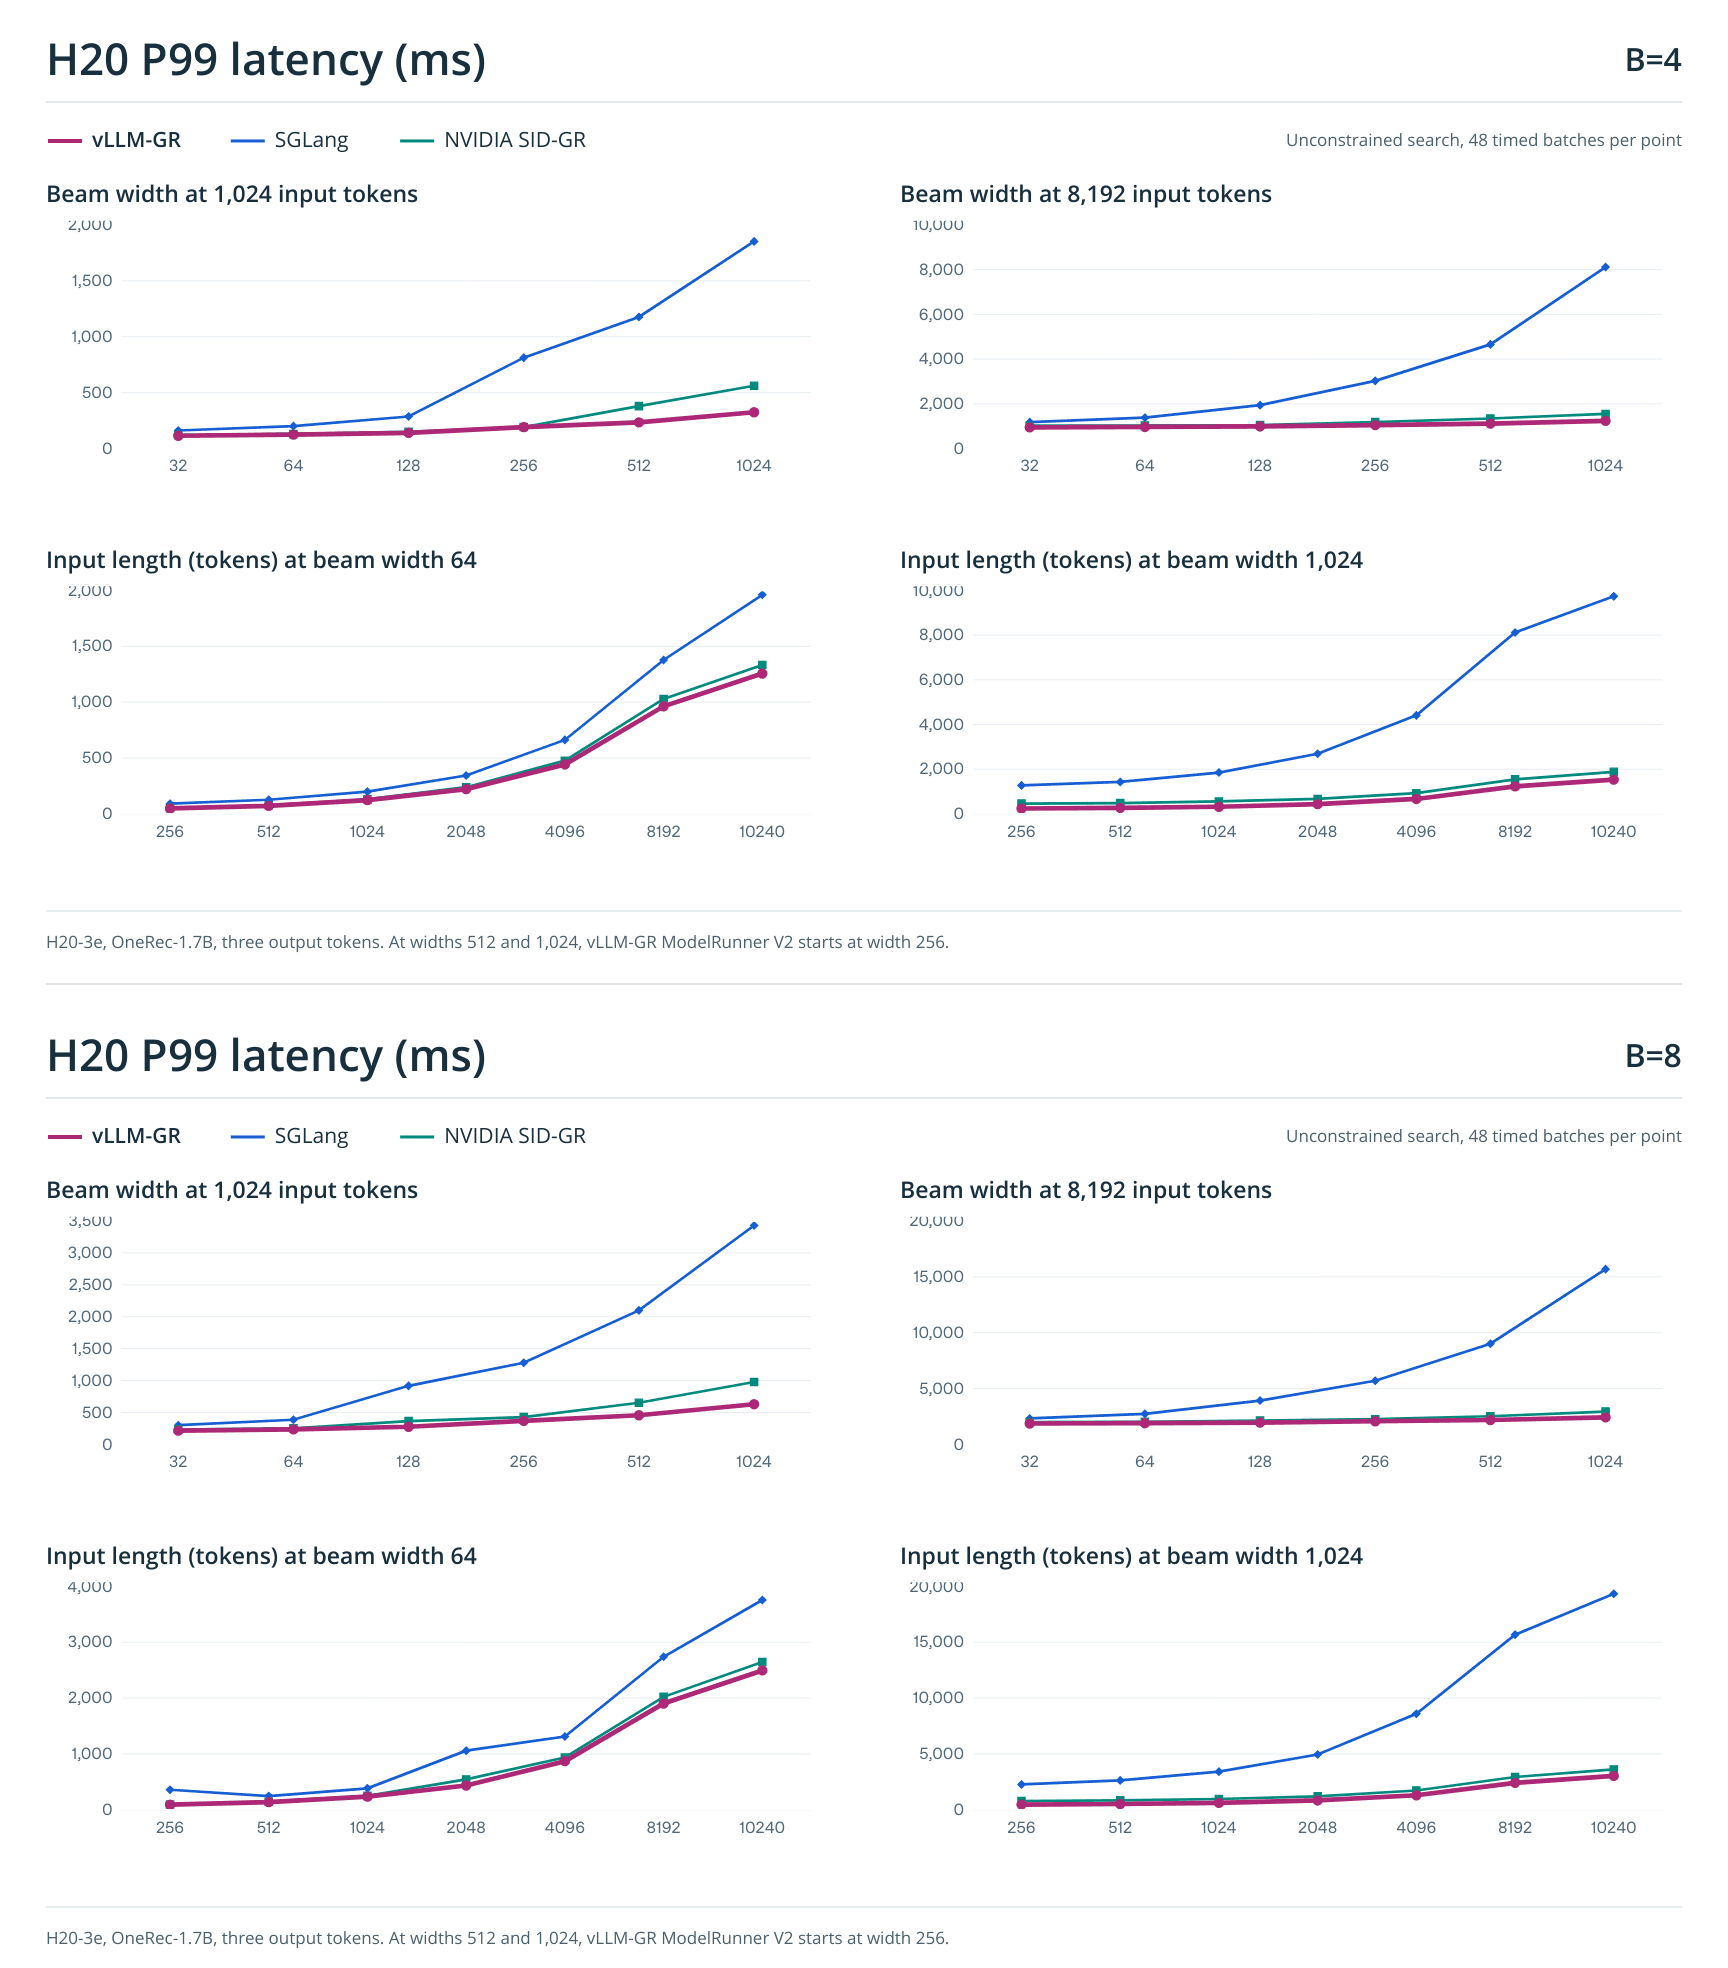 H20 P99 latency (ms)
B=4
vLLM-GR SGLang NVIDIA SID-GR
Unconstrained search, 48 timed batches per point
Beam width at 1,024 input tokens
2,000
1,500
1,000
500
0
32 64 128 256 512 1024
Beam width at 8,192 input tokens
10,000
8,000
6,000
4,000
2,000
0
32 64 128 256 512 1024
Input length (tokens) at beam width 64
2,000
1,500
1,000
500
0
256 512 1024 2048 4096 8192 10240
Input length (tokens) at beam width 1,024
10,000
8,000
6,000
4,000
2,000
0
256 512 1024 2048 4096 8192 10240
H20-3e, OneRec-1.7B, three output tokens. At widths 512 and 1,024, vLLM-GR ModelRunner V2 starts at width 256.
H20 P99 latency (ms)
B=8
vLLM-GR SGLang NVIDIA SID-GR
Unconstrained search, 48 timed batches per point
Beam width at 1,024 input tokens
3,500
3,000
2,500
2,000
1,500
1,000
500
0
32 64 128 256 512 1024
Beam width at 8,192 input tokens
20,000
15,000
10,000
5,000
0
32 64 128 256 512 1024
Input length (tokens) at beam width 64
4,000
3,000
2,000
1,000
0
256 512 1024 2048 4096 8192 10240
Input length (tokens) at beam width 1,024
20,000
15,000
10,000
5,000
0
256 512 1024 2048 4096 8192 10240
H20-3e, OneRec-1.7B, three output tokens. At widths 512 and 1,024, vLLM-GR ModelRunner V2 starts at width 256.